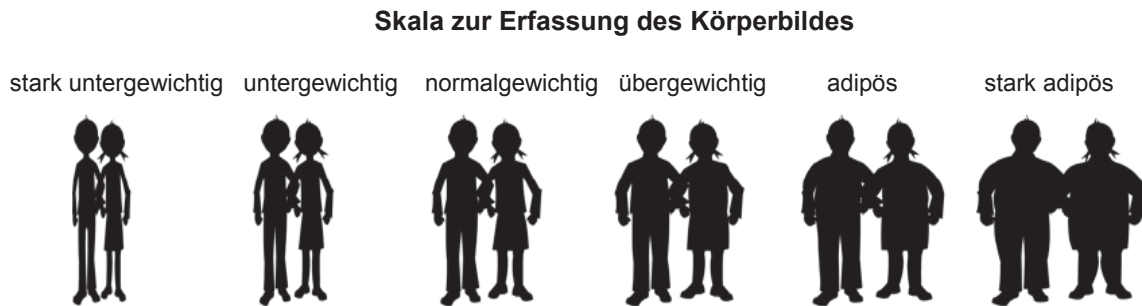 Skala zur Erfassung des Körperbildes
stark untergewichtig untergewichtig normalgewichtig übergewichtig adipös stark adipös